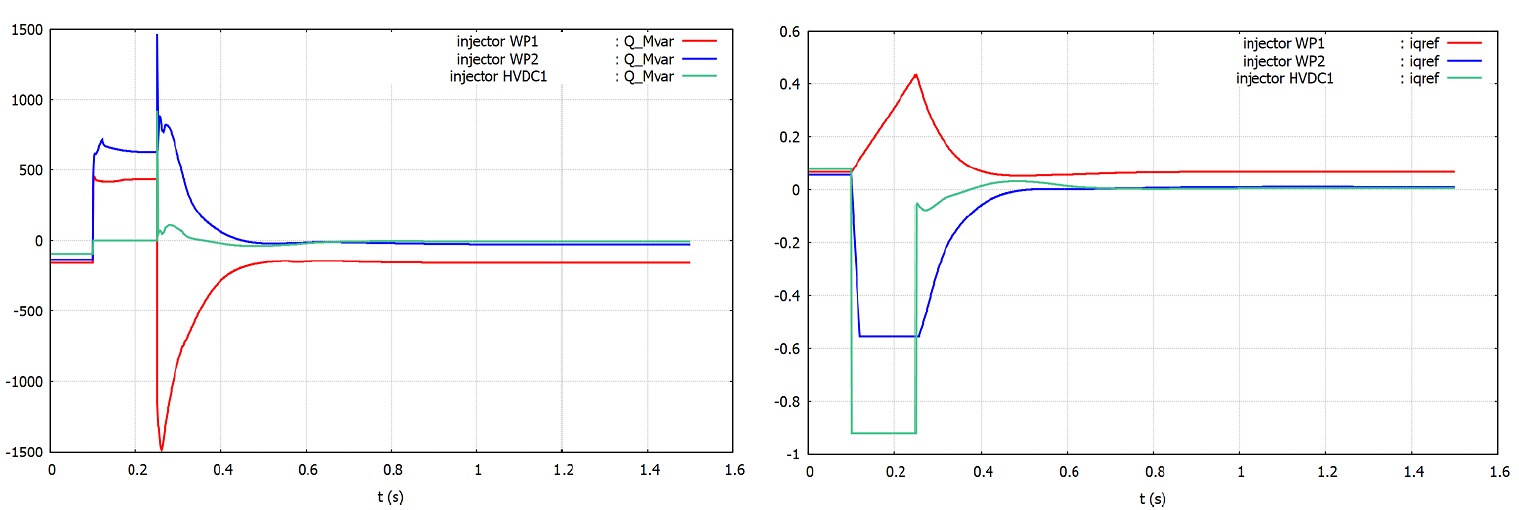 1500
1000
500
0
-500
-1000
-1500
injector WP1 : Q_Mvar
injector WP2 : Q_Mvar
injector HVDC1 : Q_Mvar
0 0.2 0.4 0.6 0.8 1 1.2 1.4 1.6
t (s)
0.6
0.4
0.2
0
-0.2
-0.4
-0.6
-0.8
-1
injector WP1 : iqref
injector WP2 : iqref
injector HVDC1 : iqref
0 0.2 0.4 0.6 0.8 1 1.2 1.4 1.6
t (s)